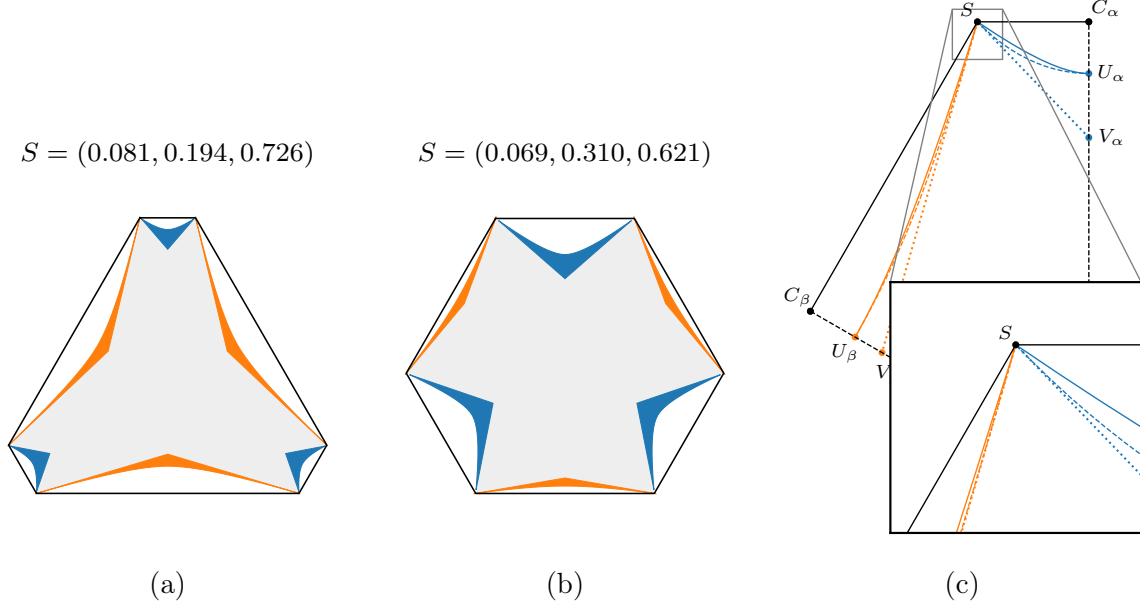 S = (0.081, 0.194, 0.726)
(a)
S = (0.069, 0.310, 0.621)
(b)
S
C_α
U_α
V_α
C_β
U_β
V
S
(c)